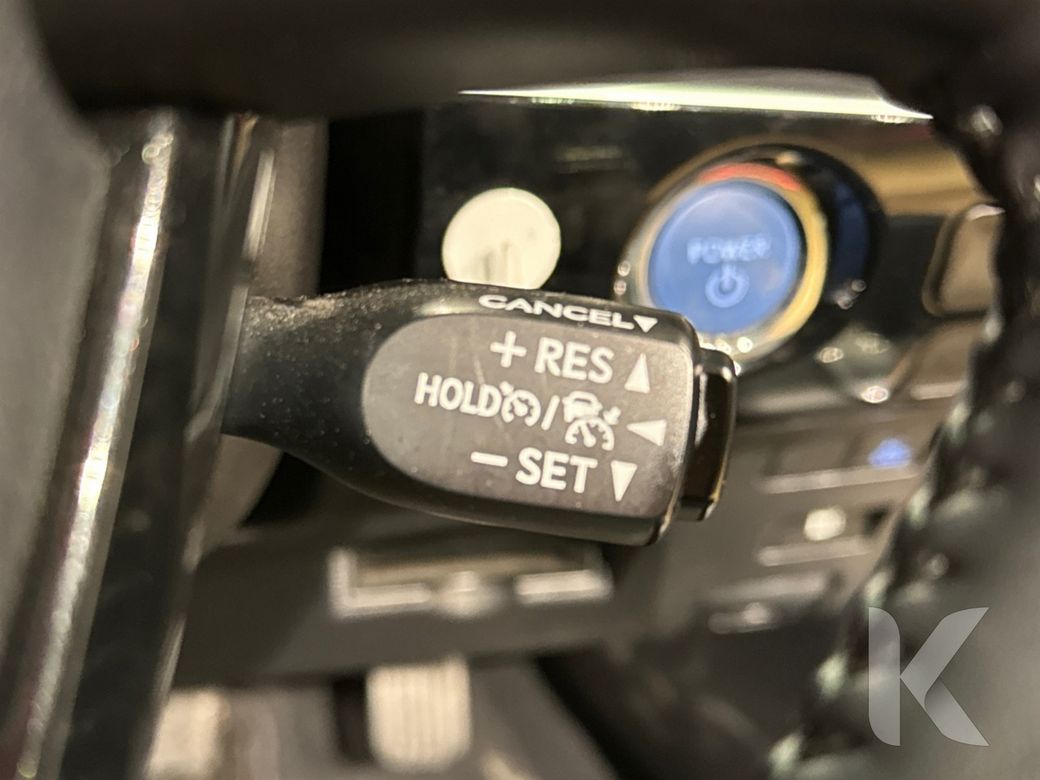 POWER
CANCEL▼
+ RES ▲
HOLD / ◀
− SET ▼
K